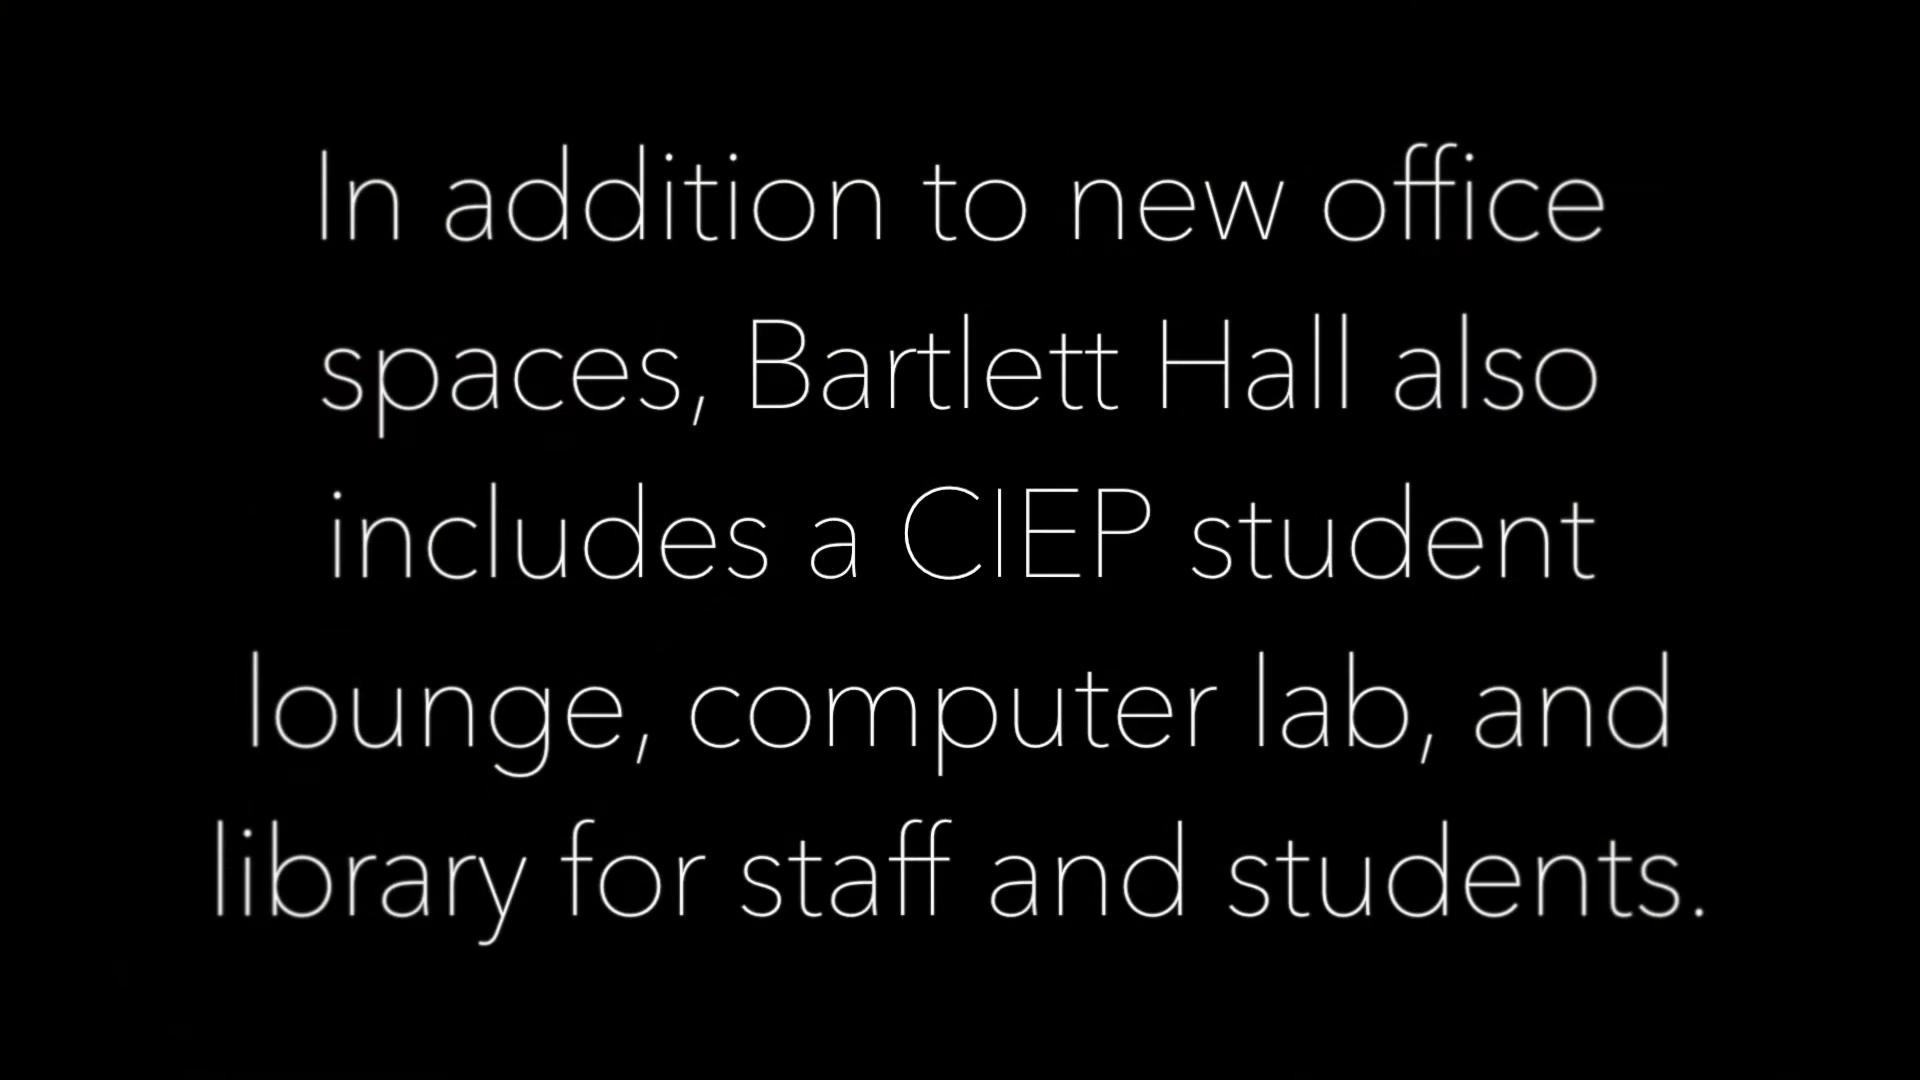 In addition to new office
spaces, Bartlett Hall also
includes a CIEP student
lounge, computer lab, and
library for staff and students.